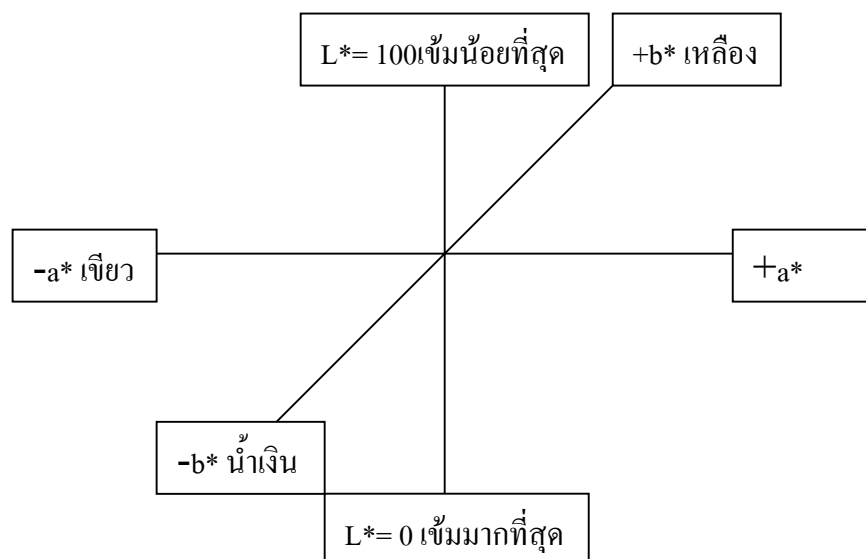 L*= 100เข้มน้อยที่สุด
+b* เหลือง
-a* เขียว
+a*
-b* น้ำเงิน
L*= 0 เข้มมากที่สุด